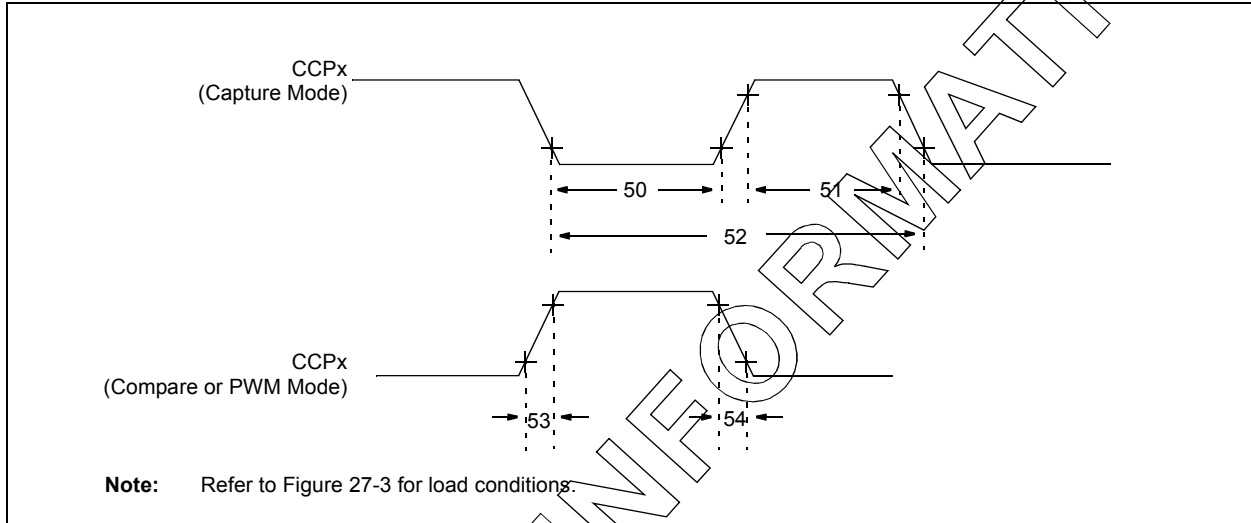 CCPx
(Capture Mode)
50
51
52
CCPx
(Compare or PWM Mode)
53
54
Note: Refer to Figure 27-3 for load conditions.
INFORMATI